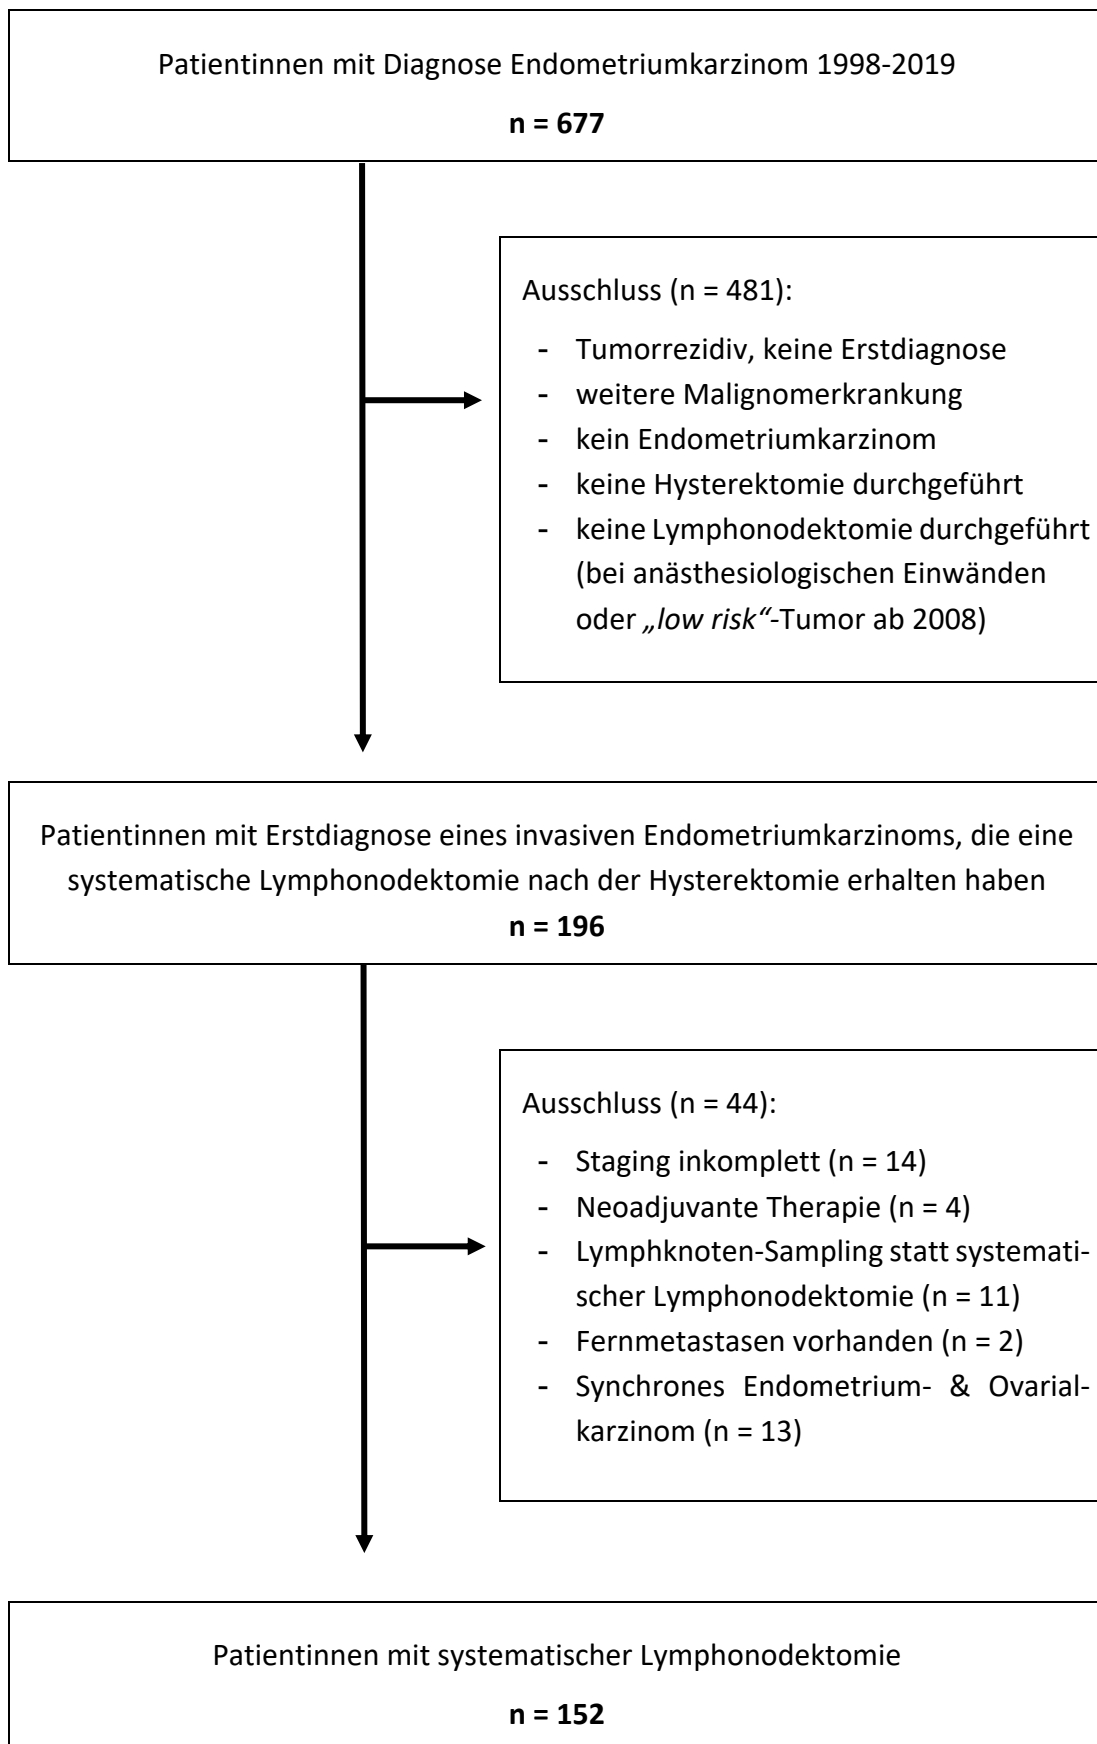 Patientinnen mit Diagnose Endometriumkarzinom 1998-2019
n = 677
Ausschluss (n = 481):
- Tumorrezidiv, keine Erstdiagnose
- weitere Malignomerkrankung
- kein Endometriumkarzinom
- keine Hysterektomie durchgeführt
- keine Lymphonodektomie durchgeführt
(bei anästhesiologischen Einwänden
oder „low risk“-Tumor ab 2008)
Patientinnen mit Erstdiagnose eines invasiven Endometriumkarzinoms, die eine
systematische Lymphonodektomie nach der Hysterektomie erhalten haben
n = 196
Ausschluss (n = 44):
- Staging inkomplett (n = 14)
- Neoadjuvante Therapie (n = 4)
- Lymphknoten-Sampling statt systemati-
scher Lymphonodektomie (n = 11)
- Fernmetastasen vorhanden (n = 2)
- Synchrones Endometrium- & Ovarial-
karzinom (n = 13)
Patientinnen mit systematischer Lymphonodektomie
n = 152